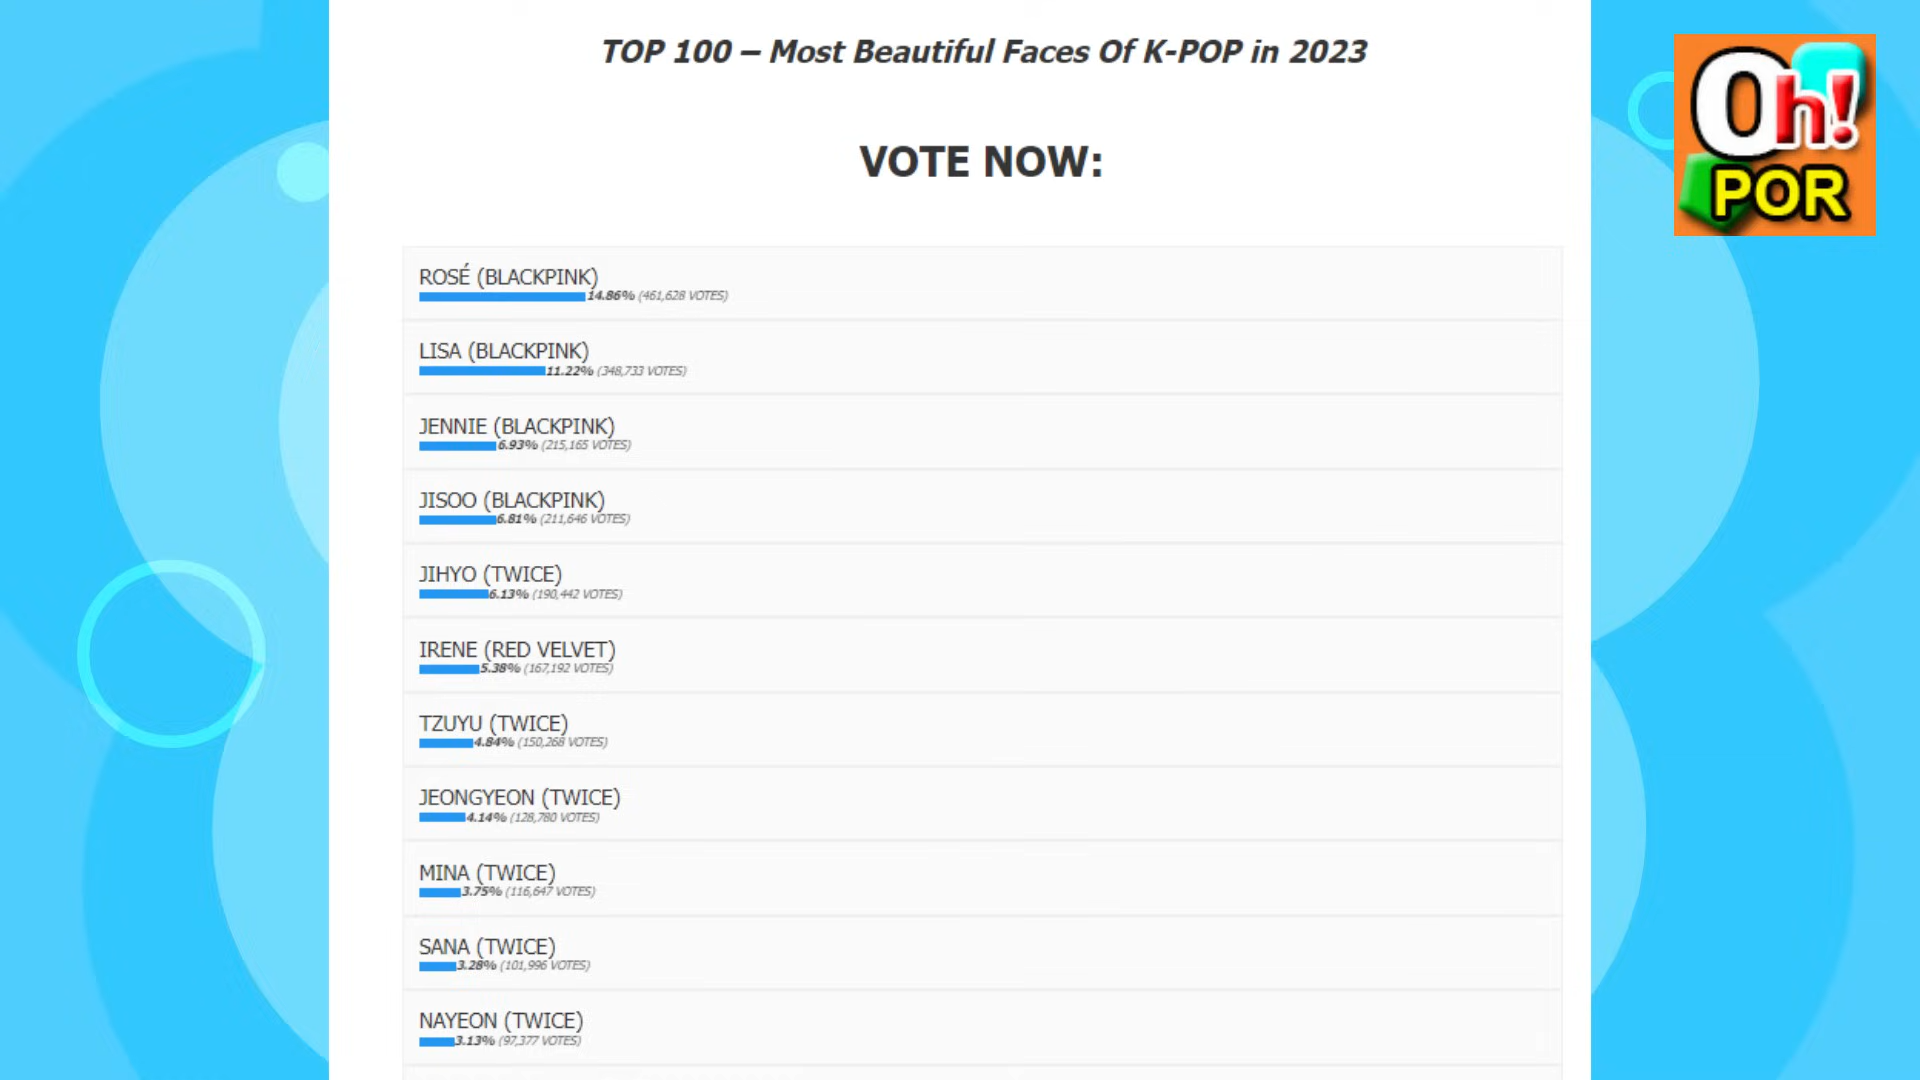 TOP 100 – Most Beautiful Faces Of K-POP in 2023
Oh!
POR
VOTE NOW:
ROSÉ (BLACKPINK)
14.86% (461,628 VOTES)
LISA (BLACKPINK)
11.22% (348,733 VOTES)
JENNIE (BLACKPINK)
6.93% (215,165 VOTES)
JISOO (BLACKPINK)
6.81% (211,646 VOTES)
JIHYO (TWICE)
6.13% (190,442 VOTES)
IRENE (RED VELVET)
5.38% (167,192 VOTES)
TZUYU (TWICE)
4.84% (150,268 VOTES)
JEONGYEON (TWICE)
4.14% (128,780 VOTES)
MINA (TWICE)
3.75% (116,647 VOTES)
SANA (TWICE)
3.28% (101,996 VOTES)
NAYEON (TWICE)
3.13% (97,377 VOTES)